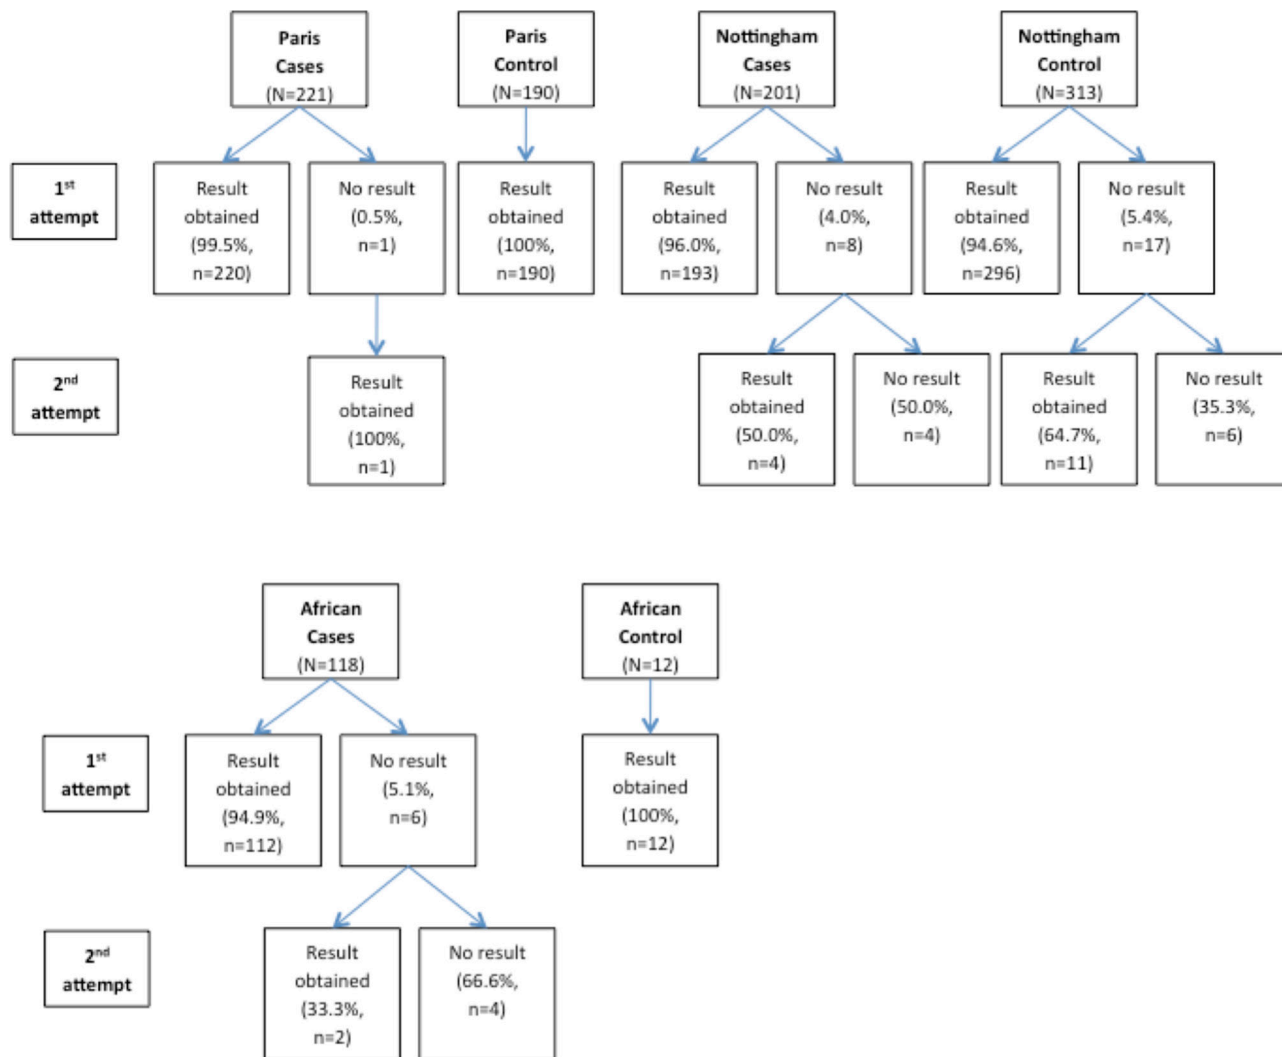 Paris
Cases
(N=221)
Paris
Control
(N=190)
Nottingham
Cases
(N=201)
Nottingham
Control
(N=313)
1st
attempt
Result
obtained
(99.5%,
n=220)
No result
(0.5%,
n=1)
Result
obtained
(100%,
n=190)
Result
obtained
(96.0%,
n=193)
No result
(4.0%,
n=8)
Result
obtained
(94.6%,
n=296)
No result
(5.4%,
n=17)
2nd
attempt
Result
obtained
(100%,
n=1)
Result
obtained
(50.0%,
n=4)
No result
(50.0%,
n=4)
Result
obtained
(64.7%,
n=11)
No result
(35.3%,
n=6)
African
Cases
(N=118)
African
Control
(N=12)
1st
attempt
Result
obtained
(94.9%,
n=112)
No result
(5.1%,
n=6)
Result
obtained
(100%,
n=12)
2nd
attempt
Result
obtained
(33.3%,
n=2)
No result
(66.6%,
n=4)